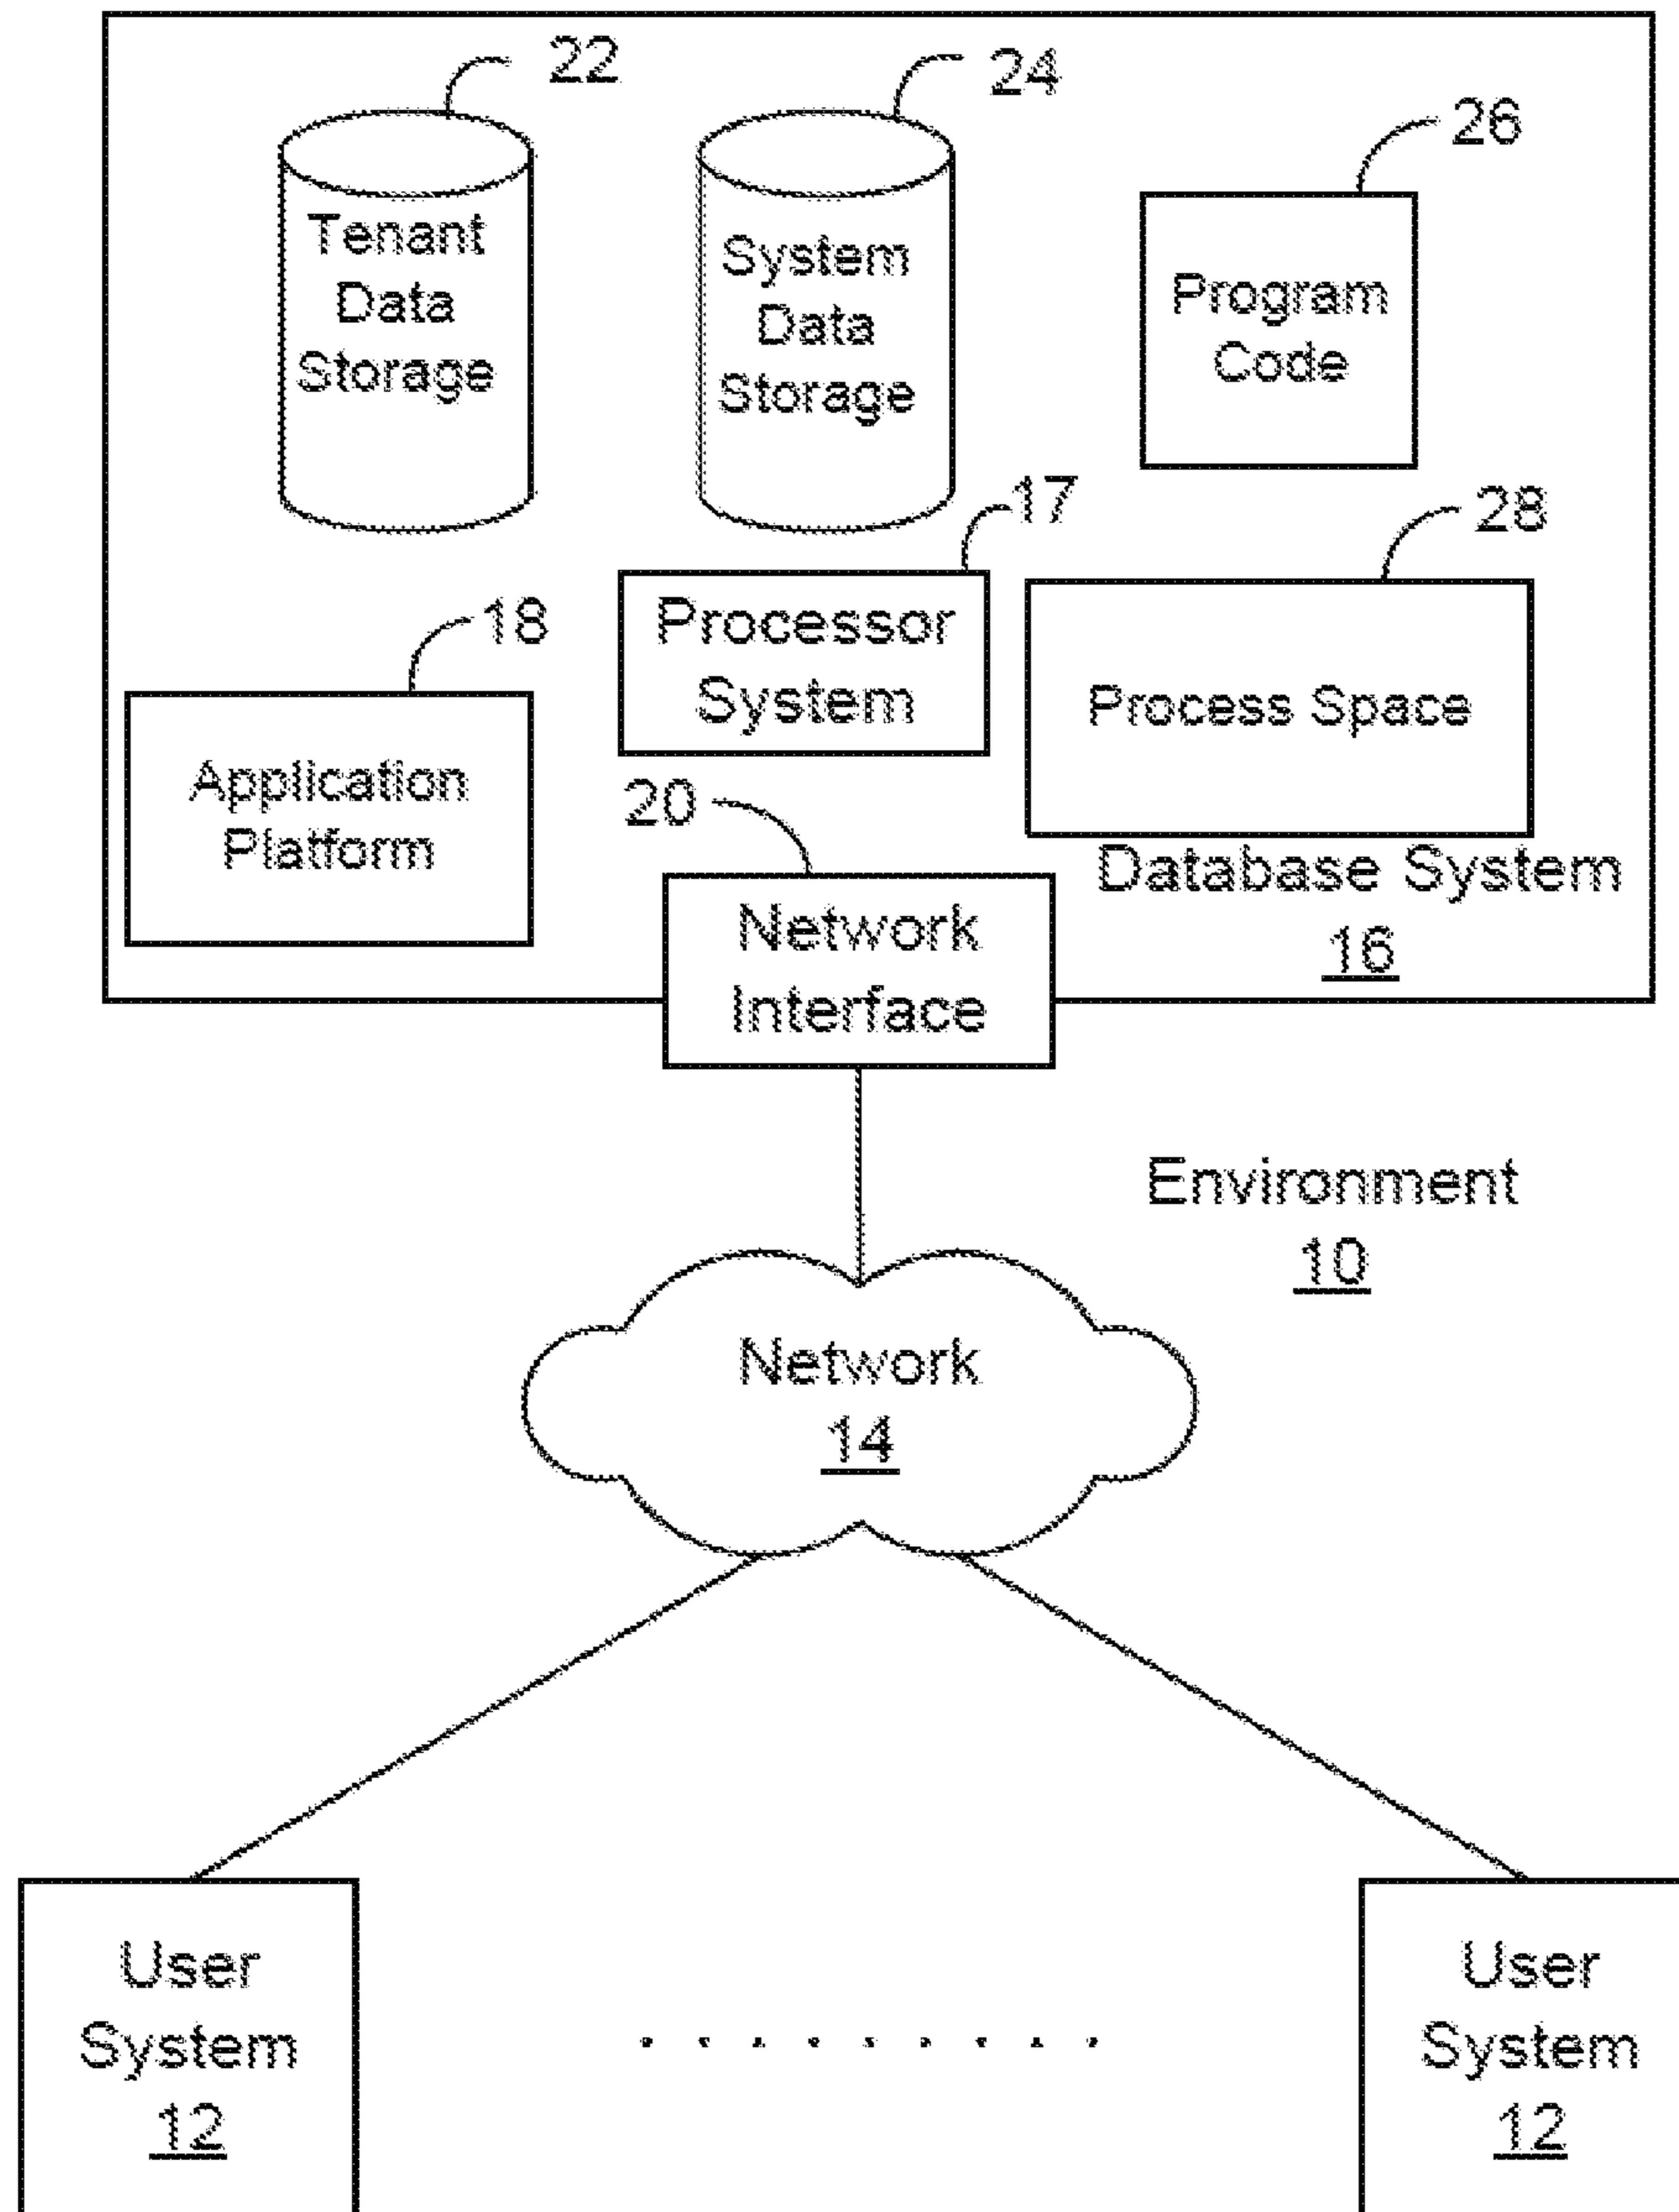 22
24
26
Tenant
Data
Storage
System
Data
Storage
Program
Code
17
28
18
Processor
System
Process Space
Application
Platform
20
Database System
16
Network
Interface
Environment
10
Network
14
User
System
12
User
System
12